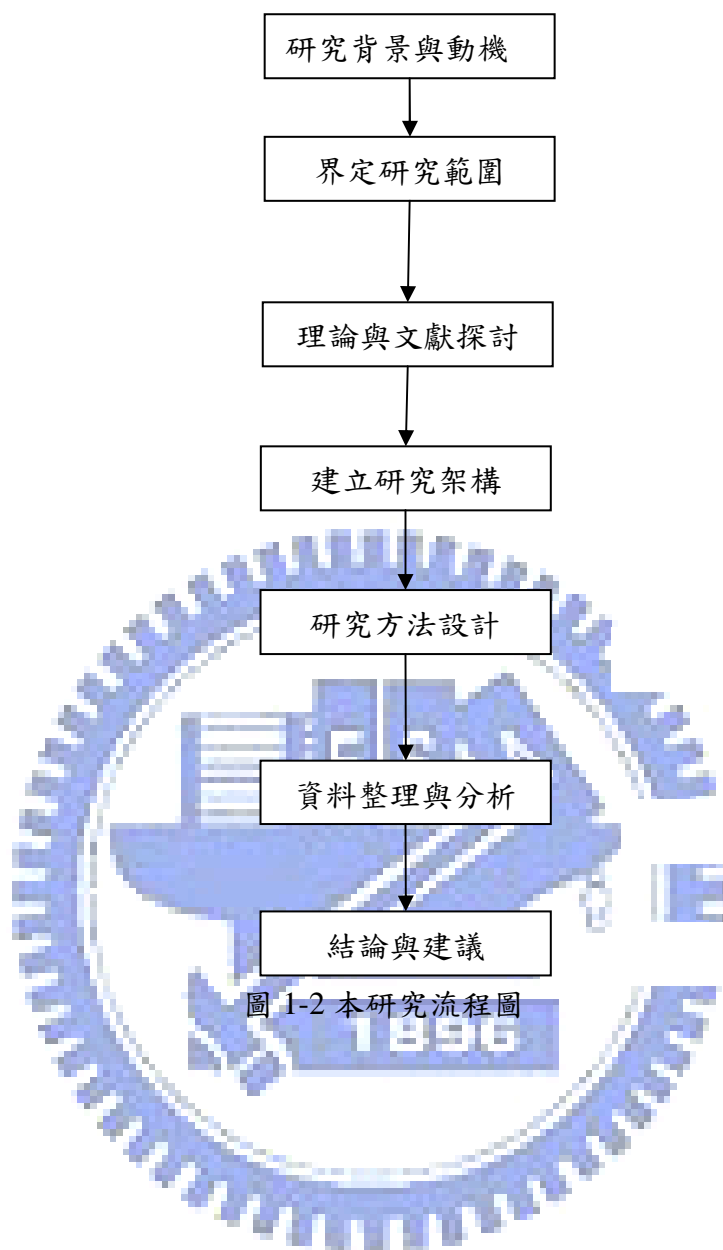 研究背景與動機
界定研究範圍
理論與文獻探討
建立研究架構
研究方法設計
資料整理與分析
結論與建議
圖 1-2 本研究流程圖
1896